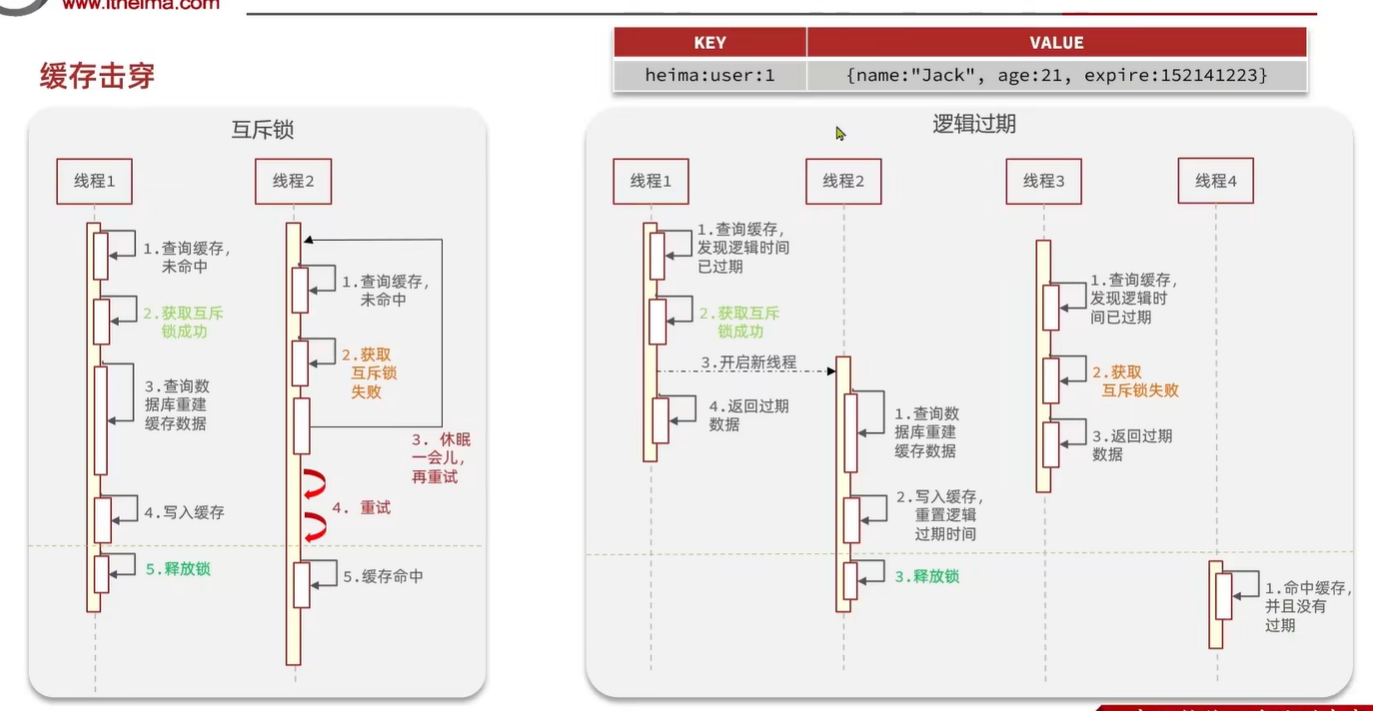 www.itheima.com
KEY VALUE
heima:user:1 {name:"Jack", age:21, expire:152141223}
缓存击穿
互斥锁
线程1
线程2
1.查询缓存,
未命中
2.获取互斥
锁成功
3.查询数
据库重建
缓存数据
4.写入缓存
5.释放锁
1.查询缓存,
未命中
2.获取
互斥锁
失败
3. 休眠
一会儿,
再重试
4. 重试
5.缓存命中
逻辑过期
线程1
线程2
线程3
线程4
1.查询缓存,
发现逻辑时间
已过期
2.获取互斥
锁成功
3.开启新线程
4.返回过期
数据
1.查询数
据库重建
缓存数据
2.写入缓存,
重置逻辑
过期时间
3.释放锁
1.查询缓存,
发现逻辑时
间已过期
2.获取
互斥锁失败
3.返回过期
数据
1.命中缓存,
并且没有
过期